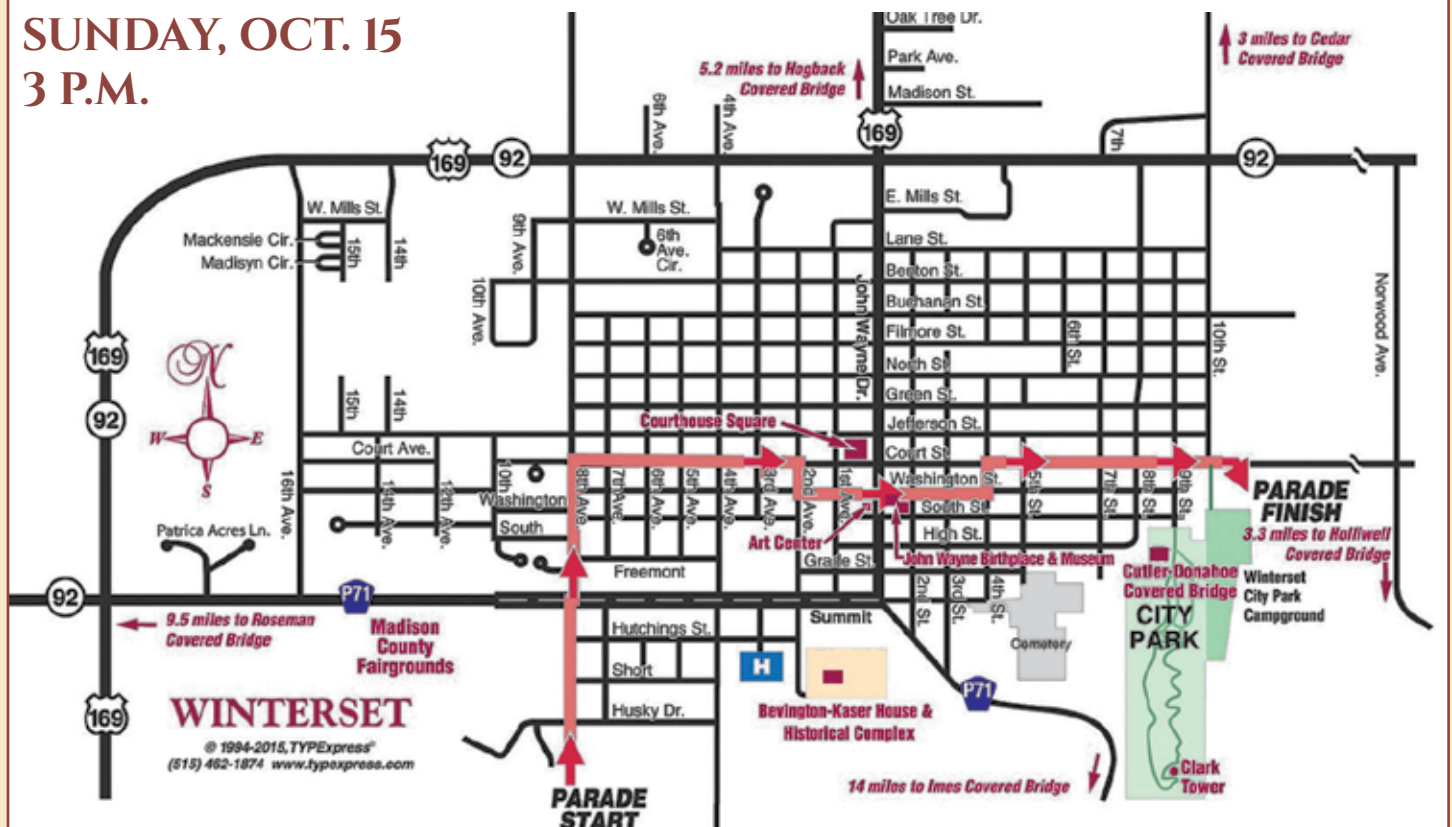 SUNDAY, OCT. 15
3 P.M.
Oak Tree Dr.
Park Ave.
Madison St.
5.2 miles to Hogback
Covered Bridge
3 miles to Cedar
Covered Bridge
169
7th
6th Ave.
4th Ave.
169
92
92
W. Mills St.
W. Mills St.
E. Mills St.
Mackensie Cir.
Madisyn Cir.
15th
14th
9th Ave.
6th
Ave.
Cir.
Lane St.
Benton St.
10th Ave.
Buchanan St.
John Wayne Dr.
Filmore St.
6th St.
10th St.
Norwood Ave.
North St.
169
N
W
E
S
92
15th
14th
Green St.
Jefferson St.
Courthouse Square
Court Ave.
Court St.
16th Ave.
14th Ave.
12th Ave.
10th
Washington
8th Ave.
7th Ave.
6th Ave.
5th Ave.
4th Ave.
3rd Ave.
2nd Ave.
1st Ave.
Washington St.
5th St.
7th St.
8th St.
9th St.
PARADE
FINISH
South
South St.
Patrica Acres Ln.
High St.
Art Center
3.3 miles to Holliwell
Covered Bridge
Grade St.
John Wayne Birthplace & Museum
Freemont
Cutler-Donahoe
Covered Bridge
Winterset
City Park
Campground
92
P71
2nd St.
3rd St.
4th St.
9.5 miles to Roseman
Covered Bridge
Madison
County
Fairgrounds
Summit
CITY
PARK
Hutchings St.
Cemetery
Short
H
P71
Husky Dr.
169
WINTERSET
Bevington-Kaser House &
Historical Complex
© 1994-2015, TYPExpress®
(515) 462-1874 www.typexpress.com
14 miles to Imes Covered Bridge
Clark
Tower
PARADE
START